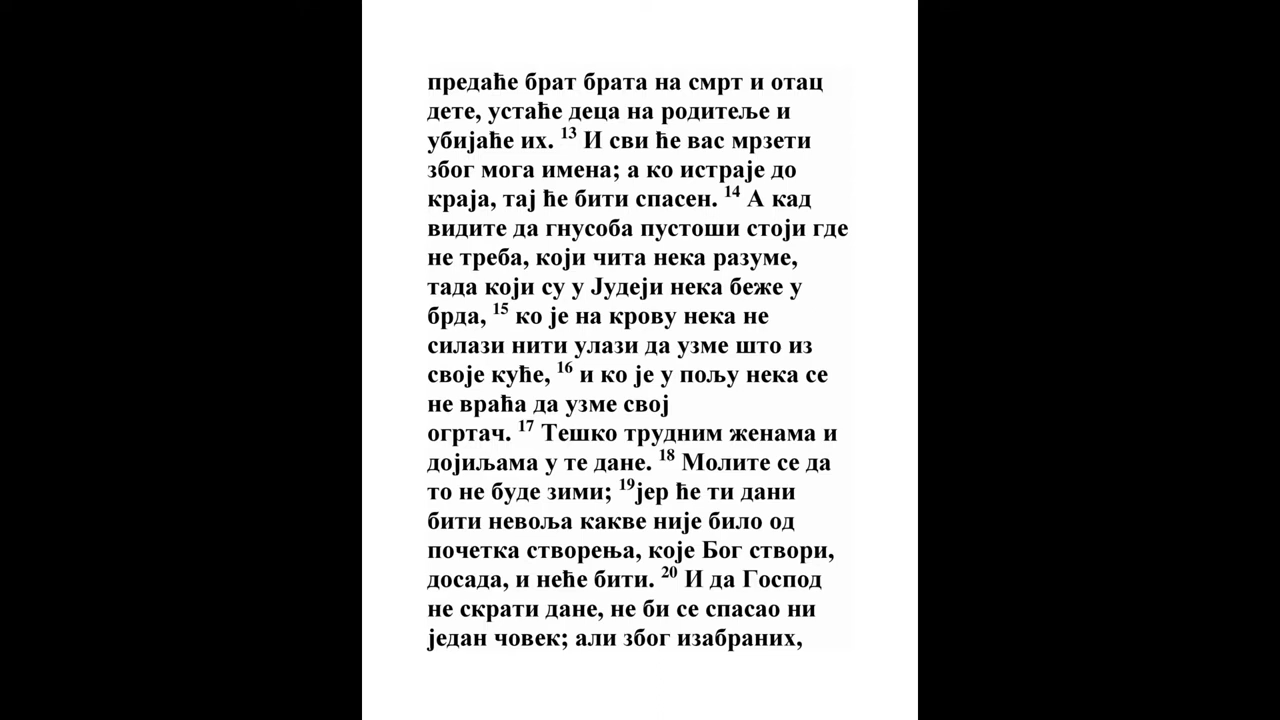 предаће брат брата на смрт и отац
дете, устаће деца на родитеље и
убијаће их. 13 И сви ће вас мрзети
због мога имена; а ко истраје до
краја, тај ће бити спасен. 14 А кад
видите да гнусоба пустоши стоји где
не треба, који чита нека разуме,
тада који су у Јудеји нека беже у
брда, 15 ко је на крову нека не
силази нити улази да узме што из
своје куће, 16 и ко је у пољу нека се
не враћа да узме свој
огртач. 17 Тешко трудним женама и
дојиљама у те дане. 18 Молите се да
то не буде зими; 19јер ће ти дани
бити невоља какве није било од
почетка створења, које Бог створи,
досада, и неће бити. 20 И да Господ
не скрати дане, не би се спасао ни
један човек; али због изабраних,